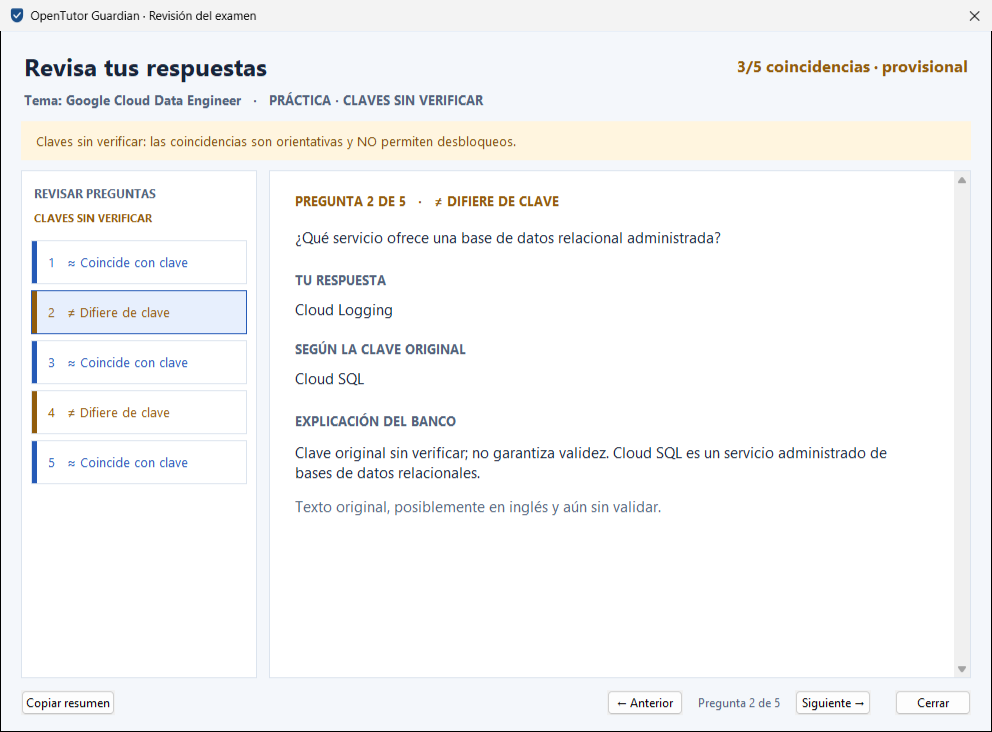 OpenTutor Guardian · Revisión del examen
Revisa tus respuestas
3/5 coincidencias · provisional
Tema: Google Cloud Data Engineer · PRÁCTICA · CLAVES SIN VERIFICAR
Claves sin verificar: las coincidencias son orientativas y NO permiten desbloqueos.
REVISAR PREGUNTAS
CLAVES SIN VERIFICAR
1 ≈ Coincide con clave
2 ≠ Difiere de clave
3 ≈ Coincide con clave
4 ≠ Difiere de clave
5 ≈ Coincide con clave
PREGUNTA 2 DE 5 · ≠ DIFIERE DE CLAVE
¿Qué servicio ofrece una base de datos relacional administrada?
TU RESPUESTA
Cloud Logging
SEGÚN LA CLAVE ORIGINAL
Cloud SQL
EXPLICACIÓN DEL BANCO
Clave original sin verificar; no garantiza validez. Cloud SQL es un servicio administrado de
bases de datos relacionales.
Texto original, posiblemente en inglés y aún sin validar.
Copiar resumen
← Anterior
Pregunta 2 de 5
Siguiente →
Cerrar